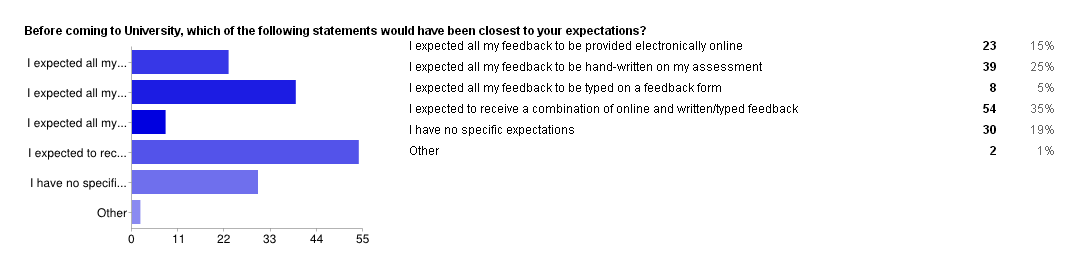 Before coming to University, which of the following statements would have been closest to your expectations?
I expected all my...
I expected all my...
I expected all my...
I expected to rec...
I have no specifi...
Other
0 11 22 33 44 55
I expected all my feedback to be provided electronically online 23 15%
I expected all my feedback to be hand-written on my assessment 39 25%
I expected all my feedback to be typed on a feedback form 8 5%
I expected to receive a combination of online and written/typed feedback 54 35%
I have no specific expectations 30 19%
Other 2 1%